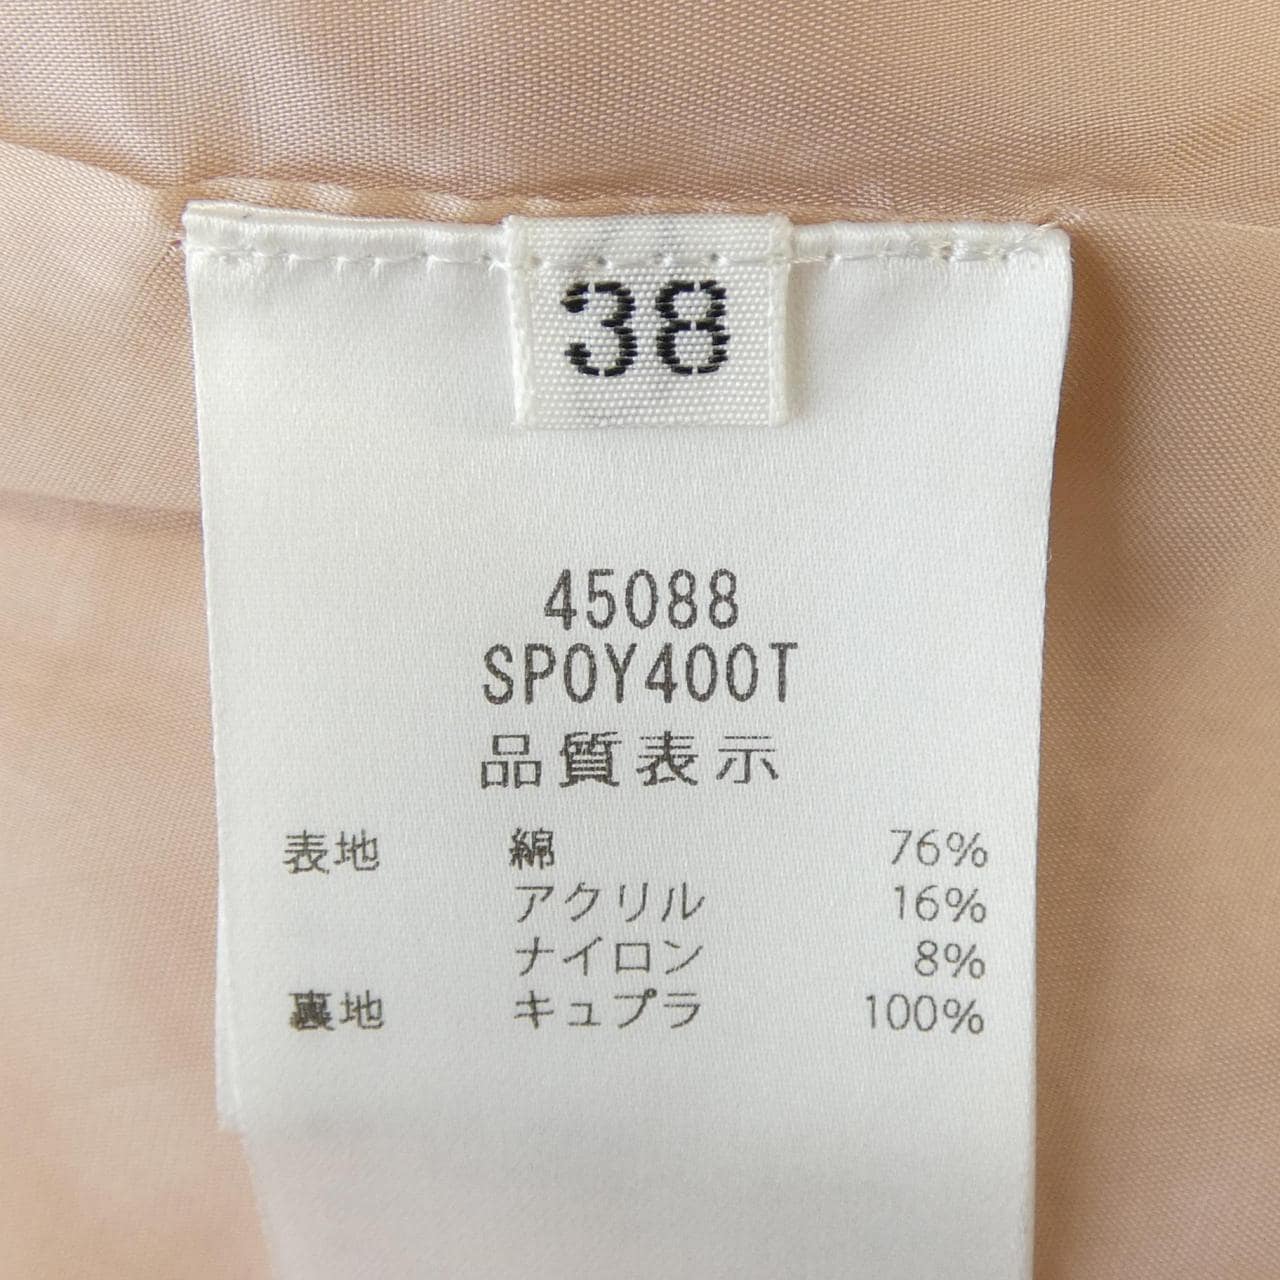 38
45088
SP0Y400T
品質表示
表地 綿 76%
アクリル 16%
ナイロン 8%
裏地 キュプラ 100%